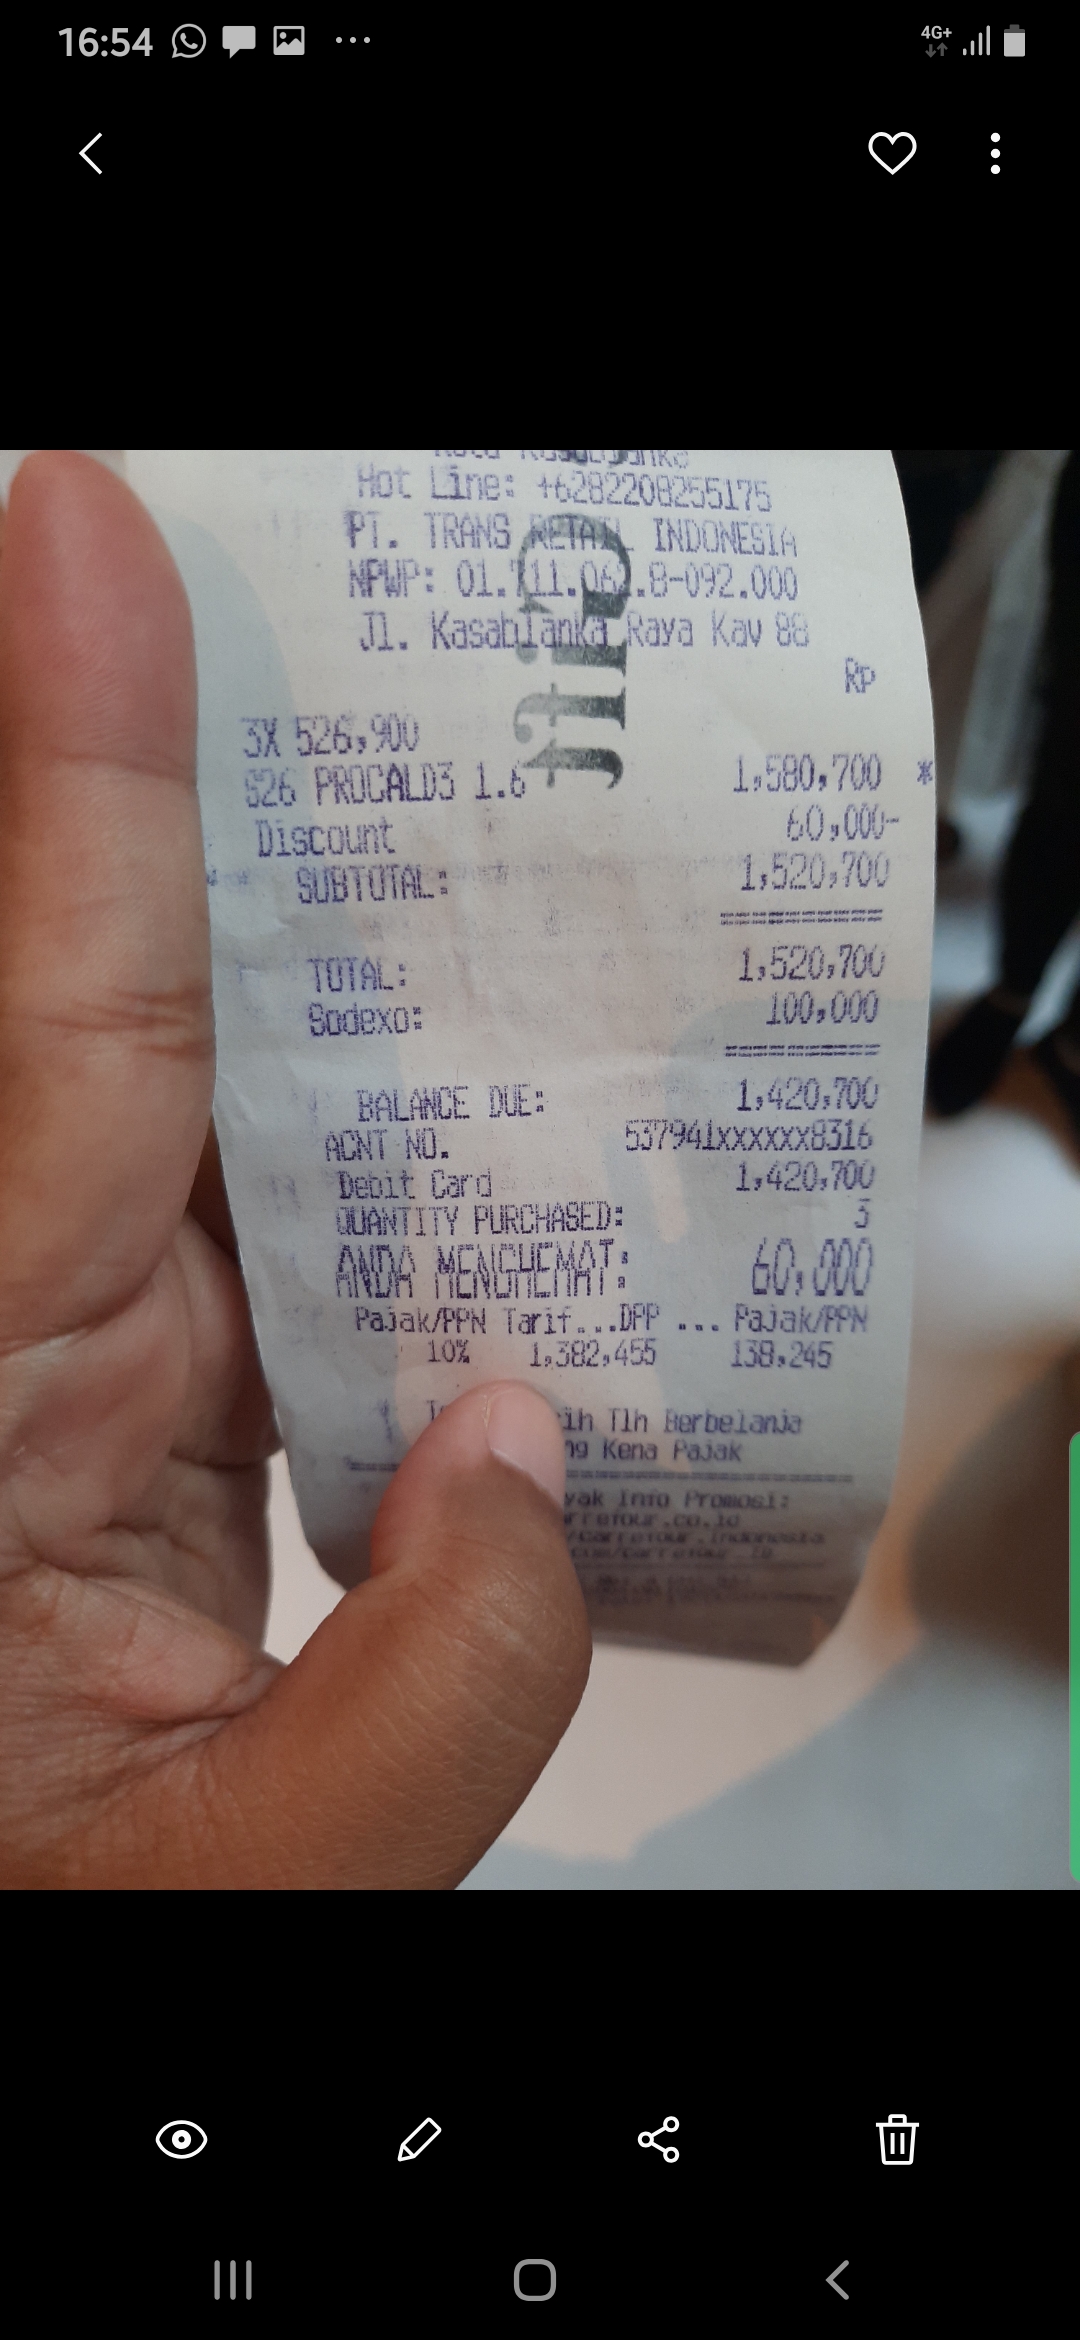 16:54
4G+
Hot Line: +6282208255175
PT. TRANS RETAIL INDONESIA
NPWP: 01.711.061.8-092.000
Jl. Kasablanka Raya Kav 88
Rp
3X 526,900
S26 PROCALD3 1.6 1,580,700 *
Discount 60,000-
SUBTOTAL: 1,520,700
TOTAL: 1,520,700
Sodexo: 100,000
BALANCE DUE: 1,420,700
ACNT NO. 537941xxxxxx8316
Debit Card 1,420,700
QUANTITY PURCHASED: 3
ANDA MENGHEMAT: 60,000
Pajak/PPN Tarif...DPP ... Pajak/PPN
10% 1,382,455 138,245
Tlh Berbelanja
Kena Pajak
Info Promosi: